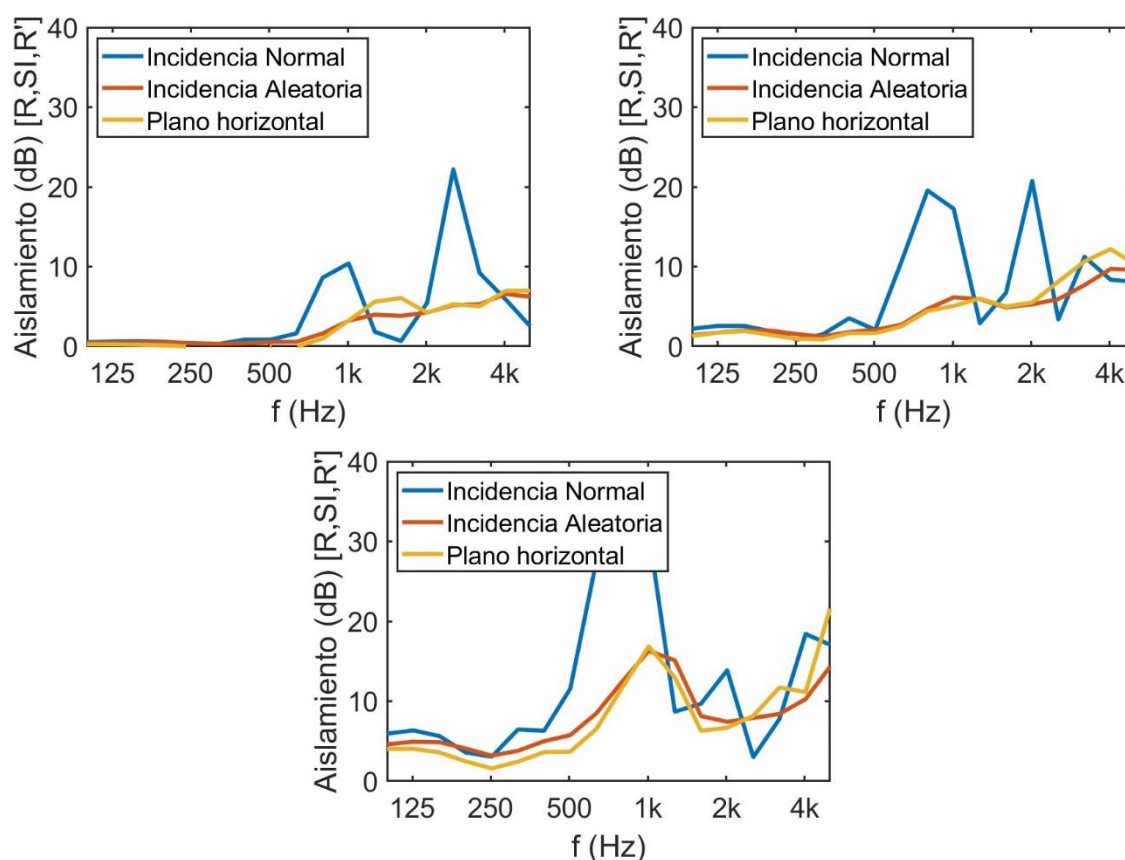 40
30
20
10
0
Aislamiento (dB) [R,SI,R']
Incidencia Normal
Incidencia Aleatoria
Plano horizontal
125 250 500 1k 2k 4k
f (Hz)
40
30
20
10
0
Aislamiento (dB) [R,SI,R']
Incidencia Normal
Incidencia Aleatoria
Plano horizontal
125 250 500 1k 2k 4k
f (Hz)
40
30
20
10
0
Aislamiento (dB) [R,SI,R']
Incidencia Normal
Incidencia Aleatoria
Plano horizontal
125 250 500 1k 2k 4k
f (Hz)